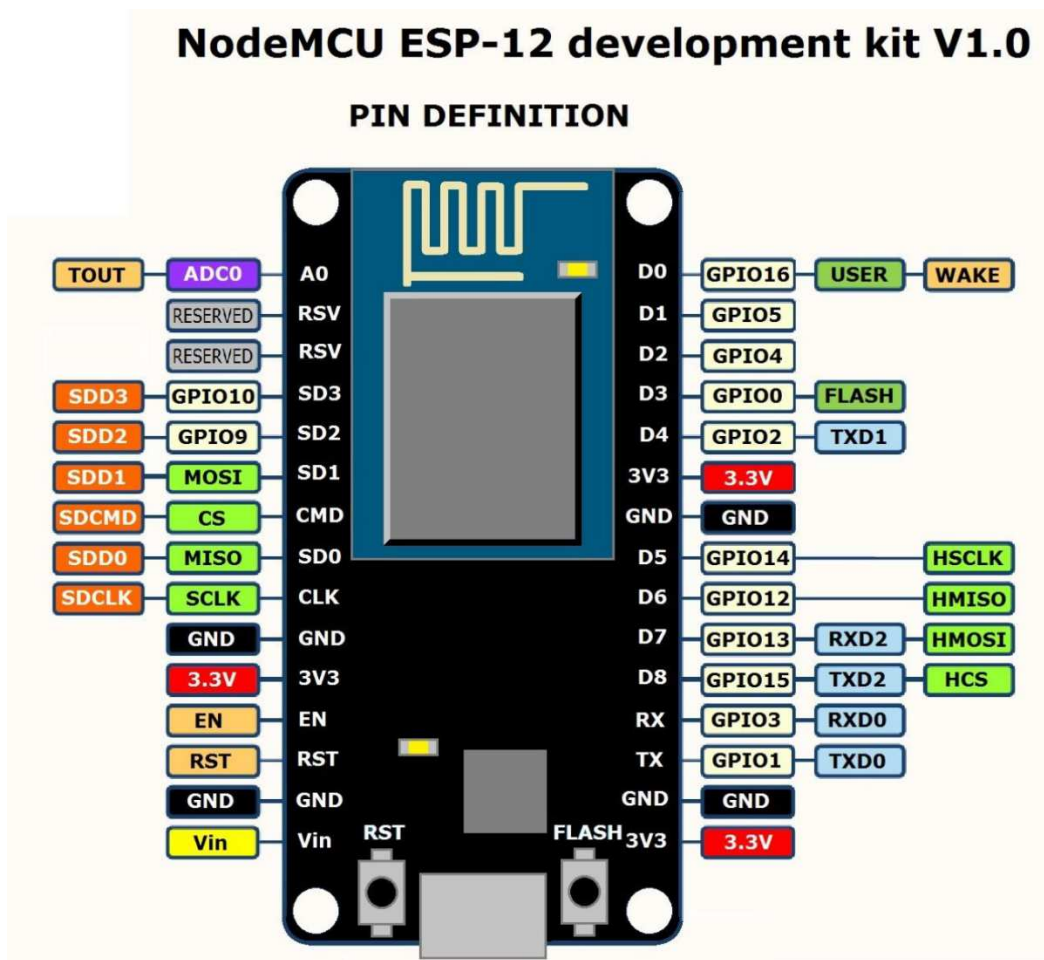 NodeMCU ESP-12 development kit V1.0
PIN DEFINITION
TOUT ADC0 A0 D0 GPIO16 USER WAKE
RESERVED RSV D1 GPIO5
RESERVED RSV D2 GPIO4
SDD3 GPIO10 SD3 D3 GPIO0 FLASH
SDD2 GPIO9 SD2 D4 GPIO2 TXD1
SDD1 MOSI SD1 3V3 3.3V
SDCMD CS CMD GND GND
SDD0 MISO SD0 D5 GPIO14 HSCLK
SDCLK SCLK CLK D6 GPIO12 HMISO
GND GND D7 GPIO13 RXD2 HMOSI
3.3V 3V3 D8 GPIO15 TXD2 HCS
EN EN RX GPIO3 RXD0
RST RST TX GPIO1 TXD0
GND GND GND GND
Vin Vin RST FLASH 3V3 3.3V